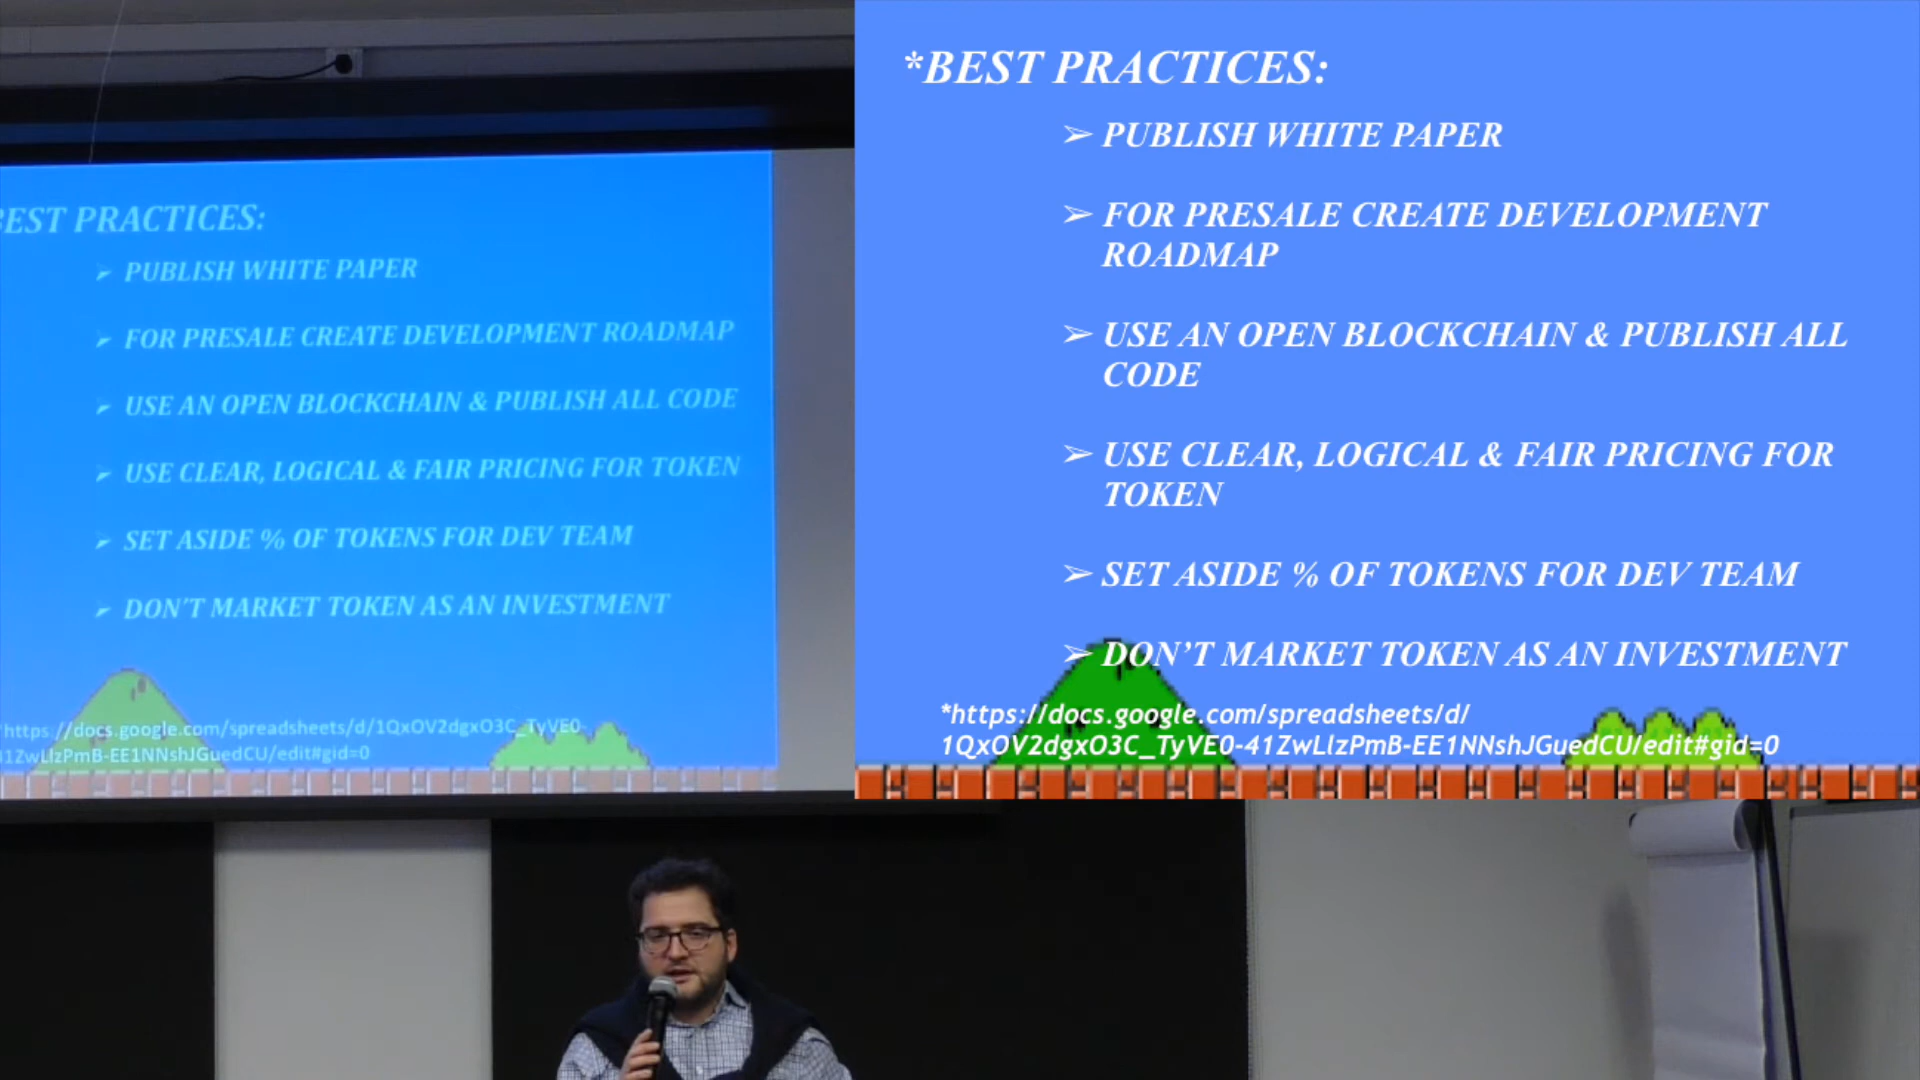 BEST PRACTICES:
➢ PUBLISH WHITE PAPER
➢ FOR PRESALE CREATE DEVELOPMENT ROADMAP
➢ USE AN OPEN BLOCKCHAIN & PUBLISH ALL CODE
➢ USE CLEAR, LOGICAL & FAIR PRICING FOR TOKEN
➢ SET ASIDE % OF TOKENS FOR DEV TEAM
➢ DON'T MARKET TOKEN AS AN INVESTMENT
*https://docs.google.com/spreadsheets/d/1QxOV2dgxO3C_TyVE0-
41ZwLlzPmB-EE1NNshJGuedCU/edit#gid=0
*BEST PRACTICES:
➢ PUBLISH WHITE PAPER
➢ FOR PRESALE CREATE DEVELOPMENT
ROADMAP
➢ USE AN OPEN BLOCKCHAIN & PUBLISH ALL
CODE
➢ USE CLEAR, LOGICAL & FAIR PRICING FOR
TOKEN
➢ SET ASIDE % OF TOKENS FOR DEV TEAM
➢ DON’T MARKET TOKEN AS AN INVESTMENT
*https://docs.google.com/spreadsheets/d/
1QxOV2dgxO3C_TyVE0-41ZwLlzPmB-EE1NNshJGuedCU/edit#gid=0